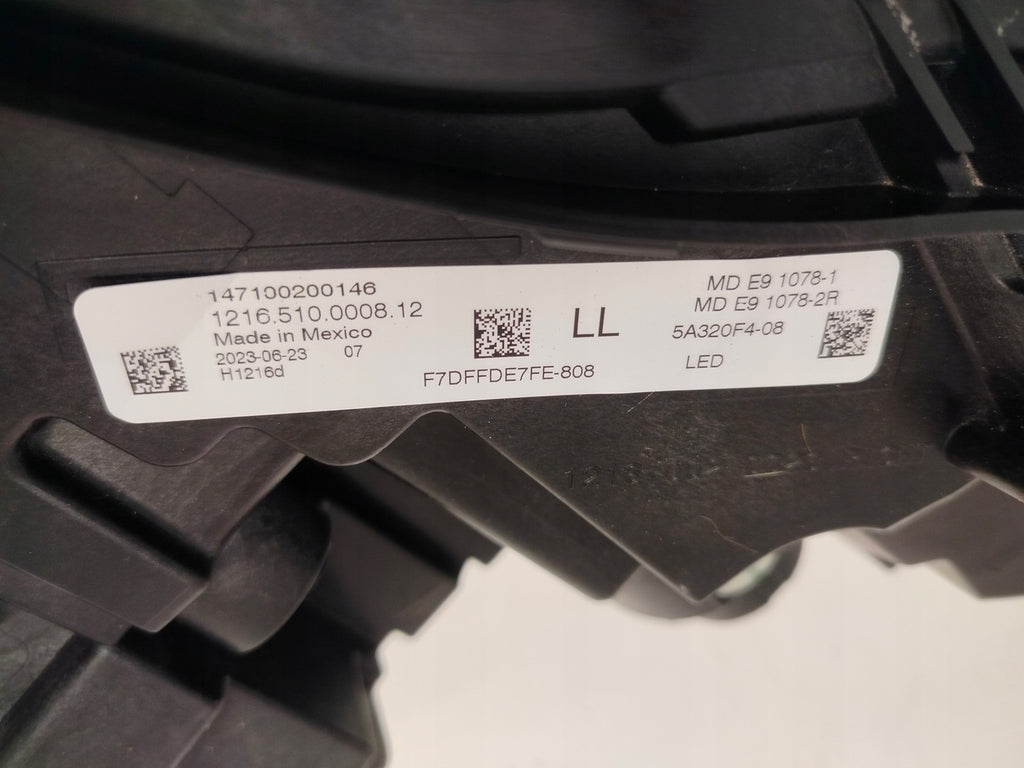 147100200146
1216.510.0008.12
Made in Mexico
2023-06-23 07
H1216d
F7DFFDE7FE-808
LL
MD E9 1078-1
MD E9 1078-2R
5A320F4-08
LED